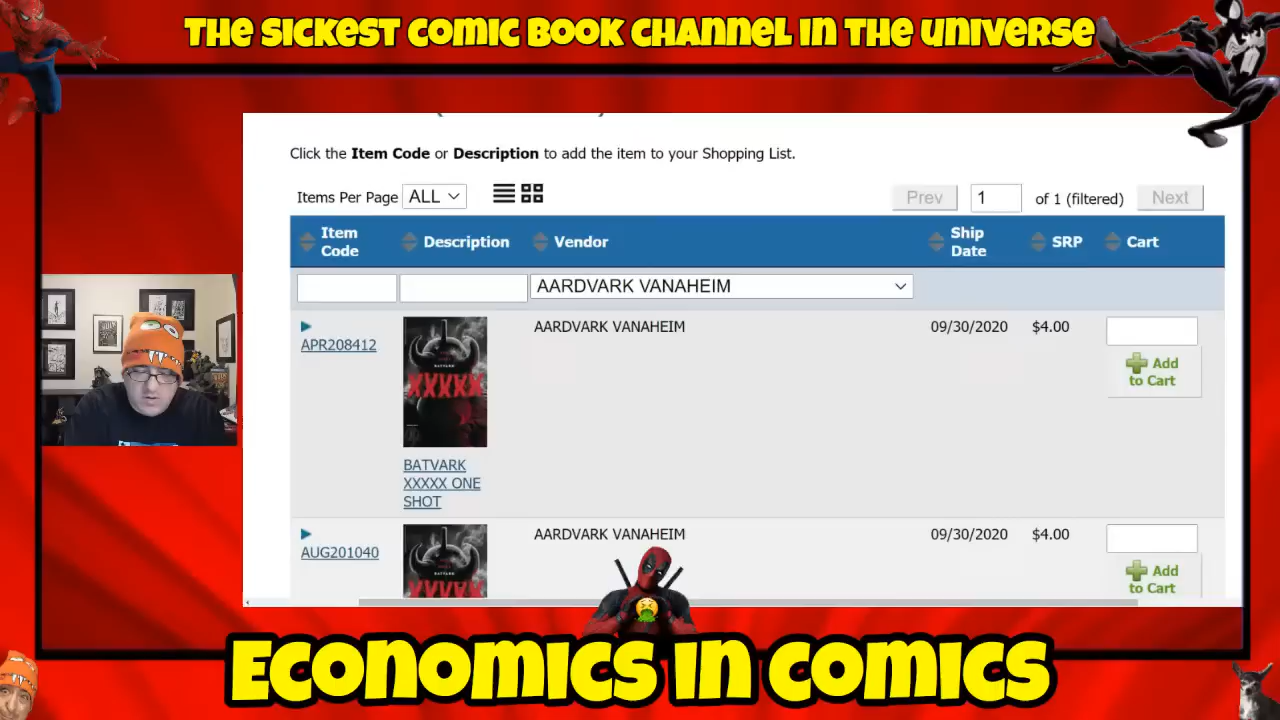 THE SICKEST COMIC BOOK CHANNEL IN THE UNIVERSE
Click the Item Code or Description to add the item to your Shopping List.
Items Per Page ALL
Prev 1 of 1 (filtered) Next
Item Code Description Vendor Ship Date SRP Cart
AARDVARK VANAHEIM
APR208412 AARDVARK VANAHEIM 09/30/2020 $4.00
XXXXX
Add to Cart
BATVARK
XXXXX ONE
SHOT
AUG201040 AARDVARK VANAHEIM 09/30/2020 $4.00
Add to Cart
ECONOMICS IN COMICS